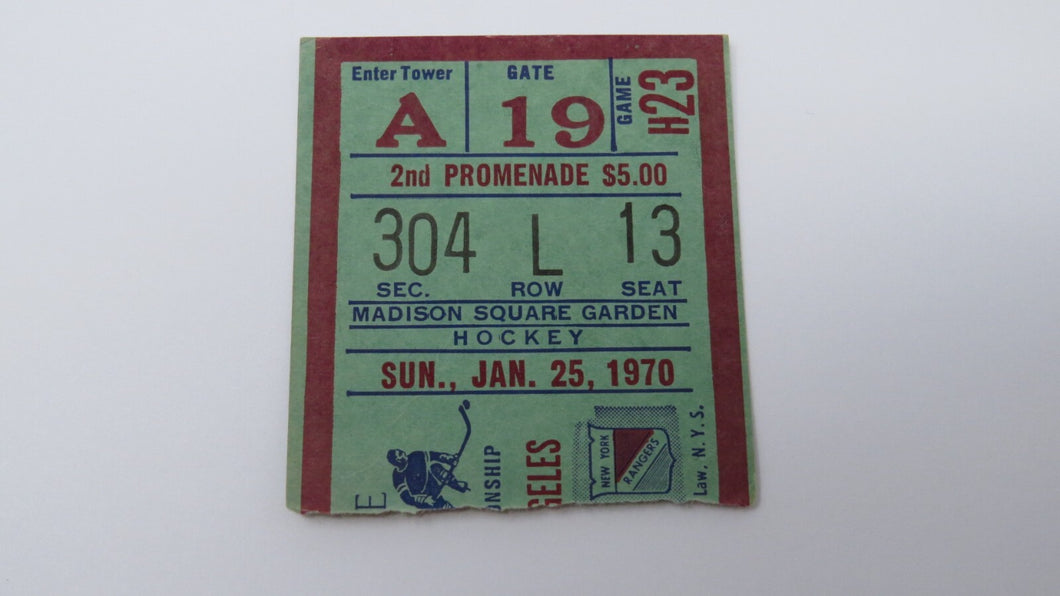 Enter Tower GATE GAME
A 19 H23
2nd PROMENADE $5.00
304 L 13
SEC. ROW SEAT
MADISON SQUARE GARDEN
HOCKEY
SUN., JAN. 25, 1970
E
ONSHIP
GELES
NEW YORK
RANGERS
Law, N.Y.S.